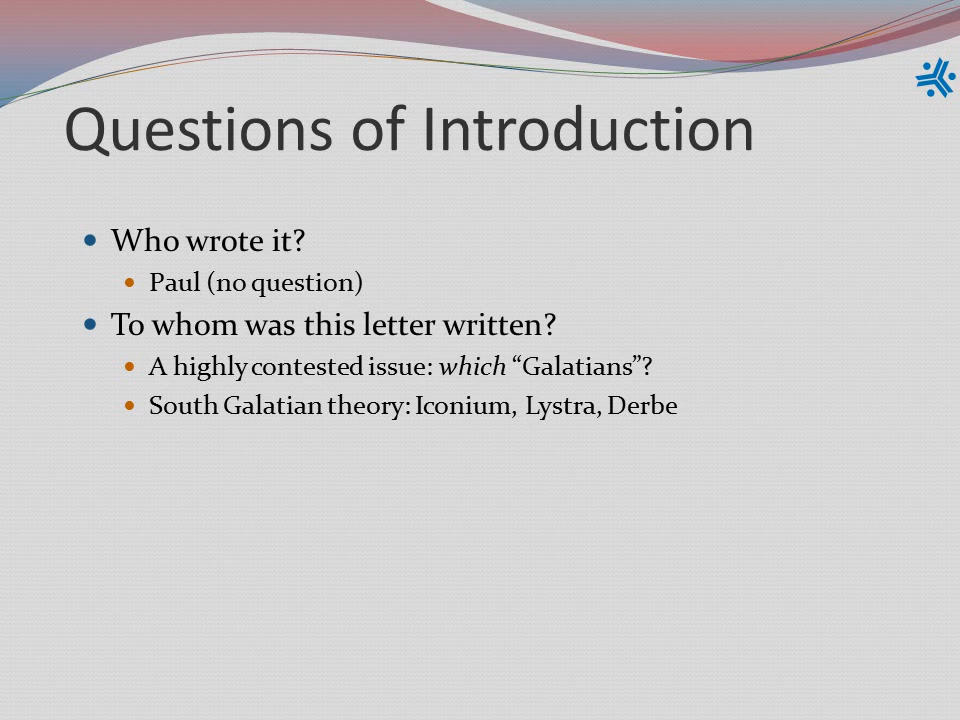 Questions of Introduction
Who wrote it?
Paul (no question)
To whom was this letter written?
A highly contested issue: which “Galatians”?
South Galatian theory: Iconium, Lystra, Derbe